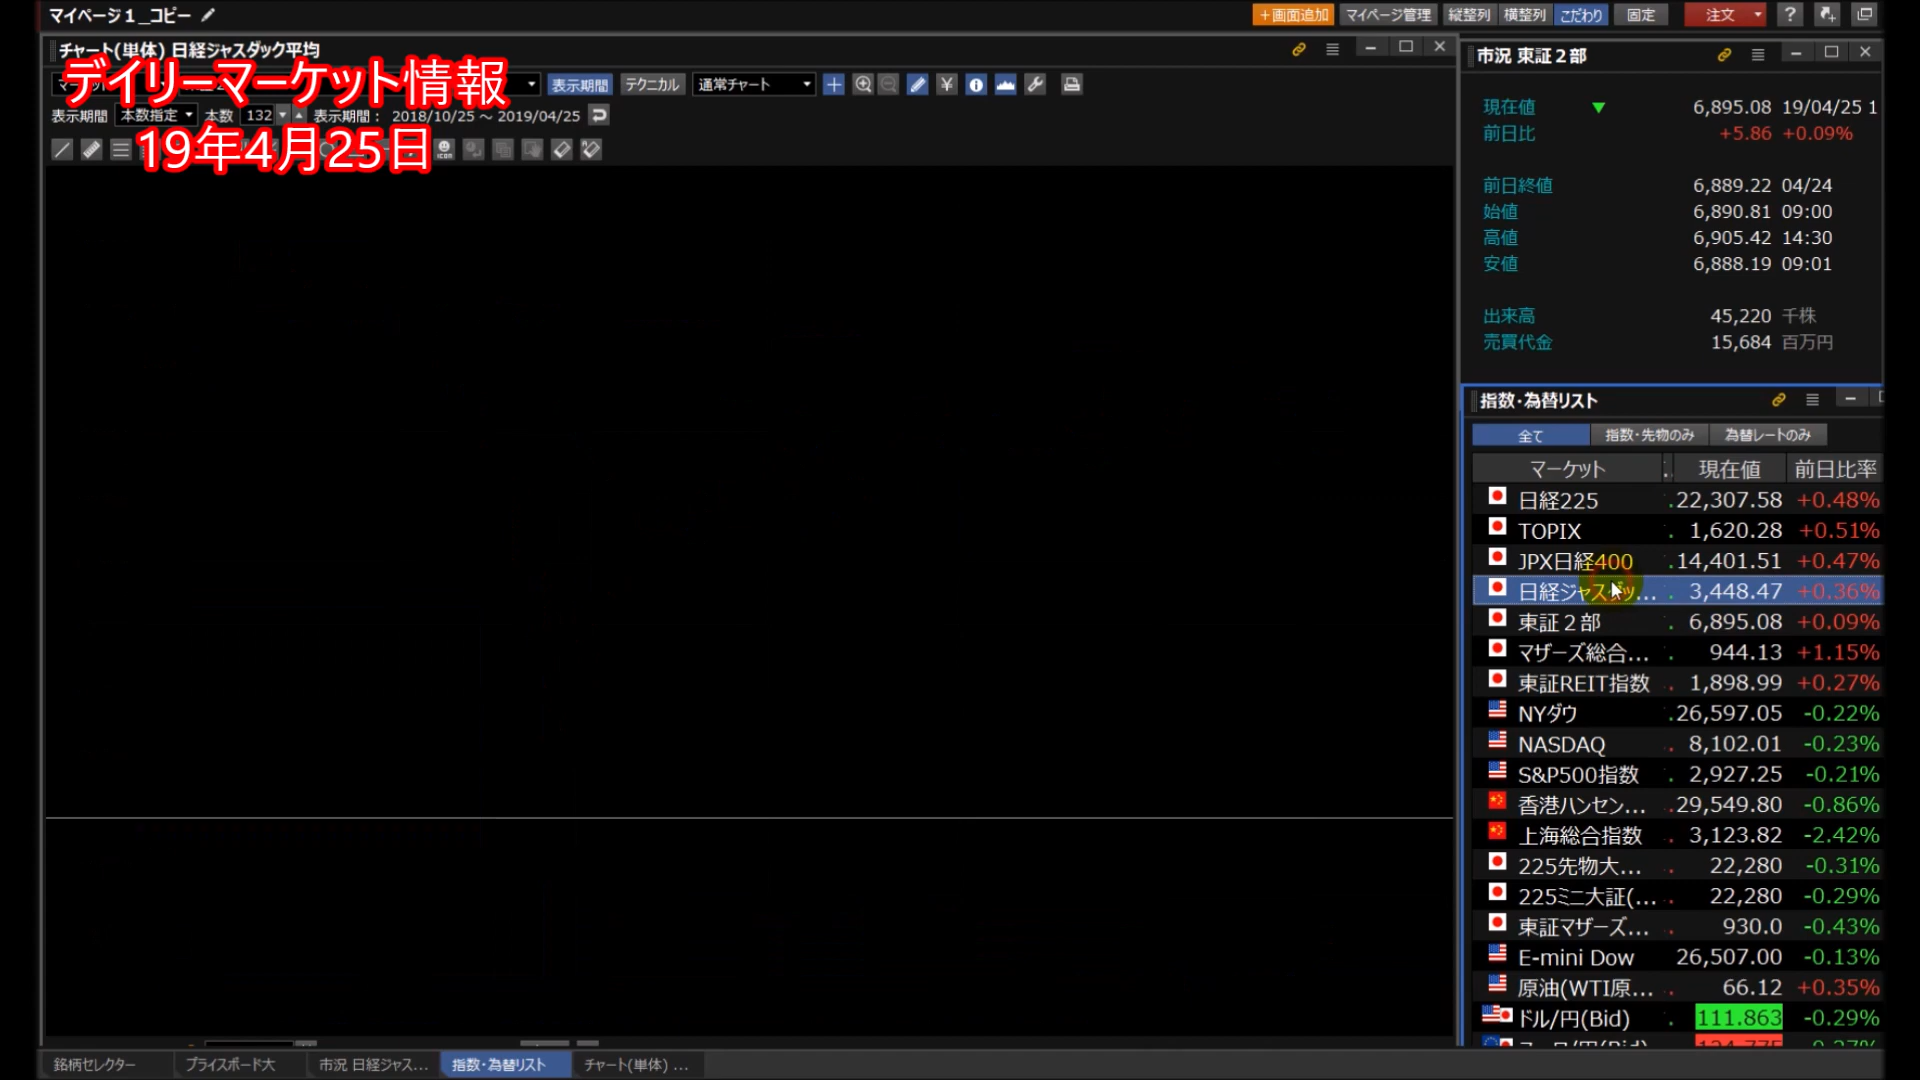 マイページ１_コピー
＋画面追加 マイページ管理 縦整列 横整列 こだわり 固定 注文 ?
チャート(単体) 日経ジャスダック平均
デイリーマーケット情報
表示期間 テクニカル 通常チャート ¥
表示期間 本数指定 本数 132 表示期間： 2018/10/25 ～ 2019/04/25
19年4月25日
ICON
市況 東証２部
現在値 ▼ 6,895.08 19/04/25 1
前日比 +5.86 +0.09%
前日終値 6,889.22 04/24
始値 6,890.81 09:00
高値 6,905.42 14:30
安値 6,888.19 09:01
出来高 45,220 千株
売買代金 15,684 百万円
指数・為替リスト
全て 指数・先物のみ 為替レートのみ
マーケット 現在値 前日比率
日経225 22,307.58 +0.48%
TOPIX 1,620.28 +0.51%
JPX日経400 14,401.51 +0.47%
日経ジャスダッ... 3,448.47 +0.36%
東証２部 6,895.08 +0.09%
マザーズ総合... 944.13 +1.15%
東証REIT指数 1,898.99 +0.27%
NYダウ 26,597.05 -0.22%
NASDAQ 8,102.01 -0.23%
S&P500指数 2,927.25 -0.21%
香港ハンセン... 29,549.80 -0.86%
上海総合指数 3,123.82 -2.42%
225先物大... 22,280 -0.31%
225ミニ大証(... 22,280 -0.29%
東証マザーズ... 930.0 -0.43%
E-mini Dow 26,507.00 -0.13%
原油(WTI原... 66.12 +0.35%
ドル/円(Bid) 111.863 -0.29%
銘柄セレクター プライスボード大 市況 日経ジャス... 指数・為替リスト チャート(単体) ...